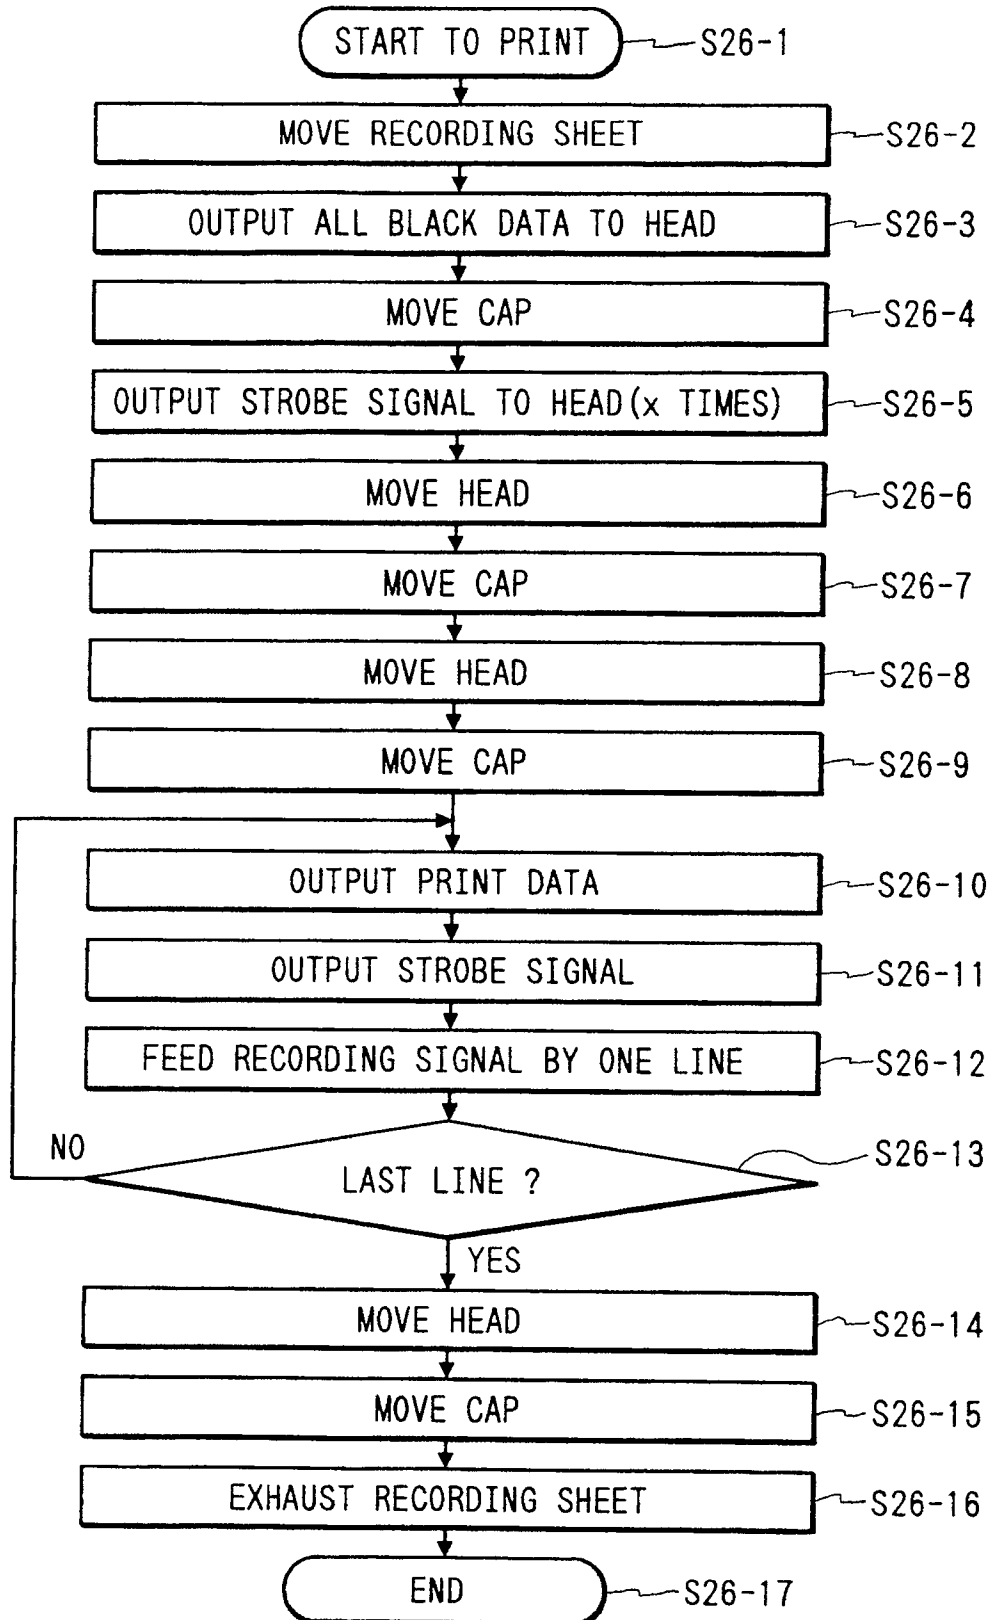 START TO PRINT S26-1
MOVE RECORDING SHEET S26-2
OUTPUT ALL BLACK DATA TO HEAD S26-3
MOVE CAP S26-4
OUTPUT STROBE SIGNAL TO HEAD(x TIMES) S26-5
MOVE HEAD S26-6
MOVE CAP S26-7
MOVE HEAD S26-8
MOVE CAP S26-9
OUTPUT PRINT DATA S26-10
OUTPUT STROBE SIGNAL S26-11
FEED RECORDING SIGNAL BY ONE LINE S26-12
NO
LAST LINE ? S26-13
YES
MOVE HEAD S26-14
MOVE CAP S26-15
EXHAUST RECORDING SHEET S26-16
END S26-17